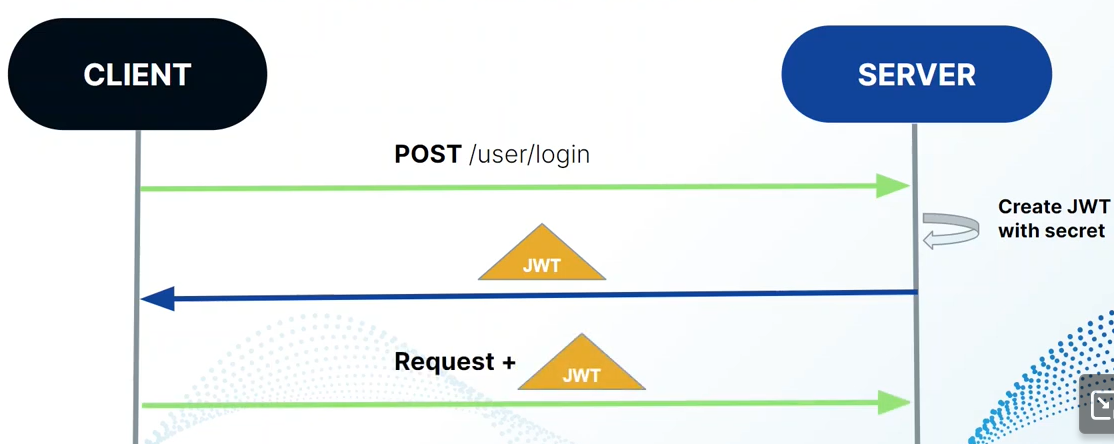 CLIENT
SERVER
POST /user/login
Create JWT
with secret
JWT
Request +
JWT